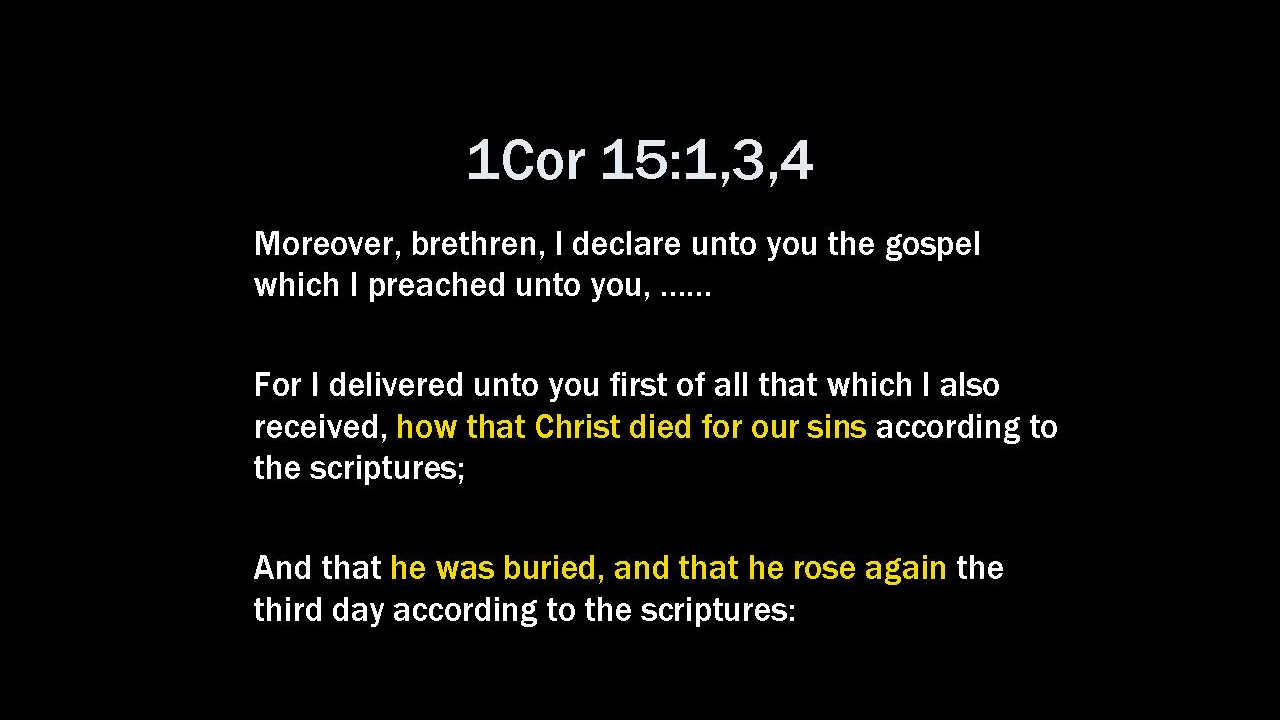 1Cor 15:1,3,4
Moreover, brethren, I declare unto you the gospel
which I preached unto you, ......
For I delivered unto you first of all that which I also
received, how that Christ died for our sins according to
the scriptures;
And that he was buried, and that he rose again the
third day according to the scriptures: